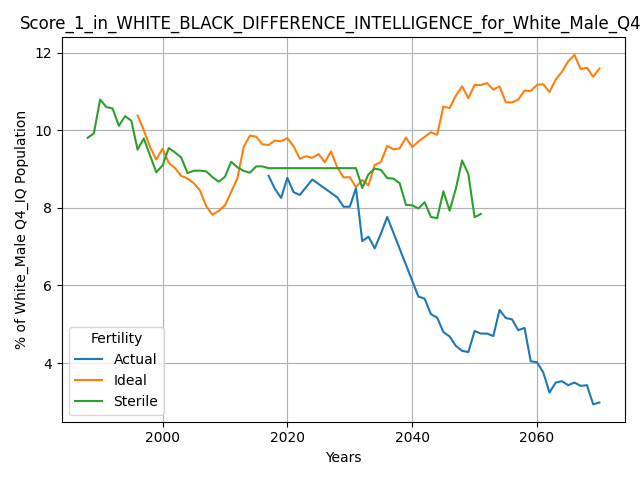 Score_1_in_WHITE_BLACK_DIFFERENCE_INTELLIGENCE_for_White_Male_Q4
% of White_Male Q4_IQ Population
12
10
8
6
4
Fertility
Actual
Ideal
Sterile
2000
2020
2040
2060
Years